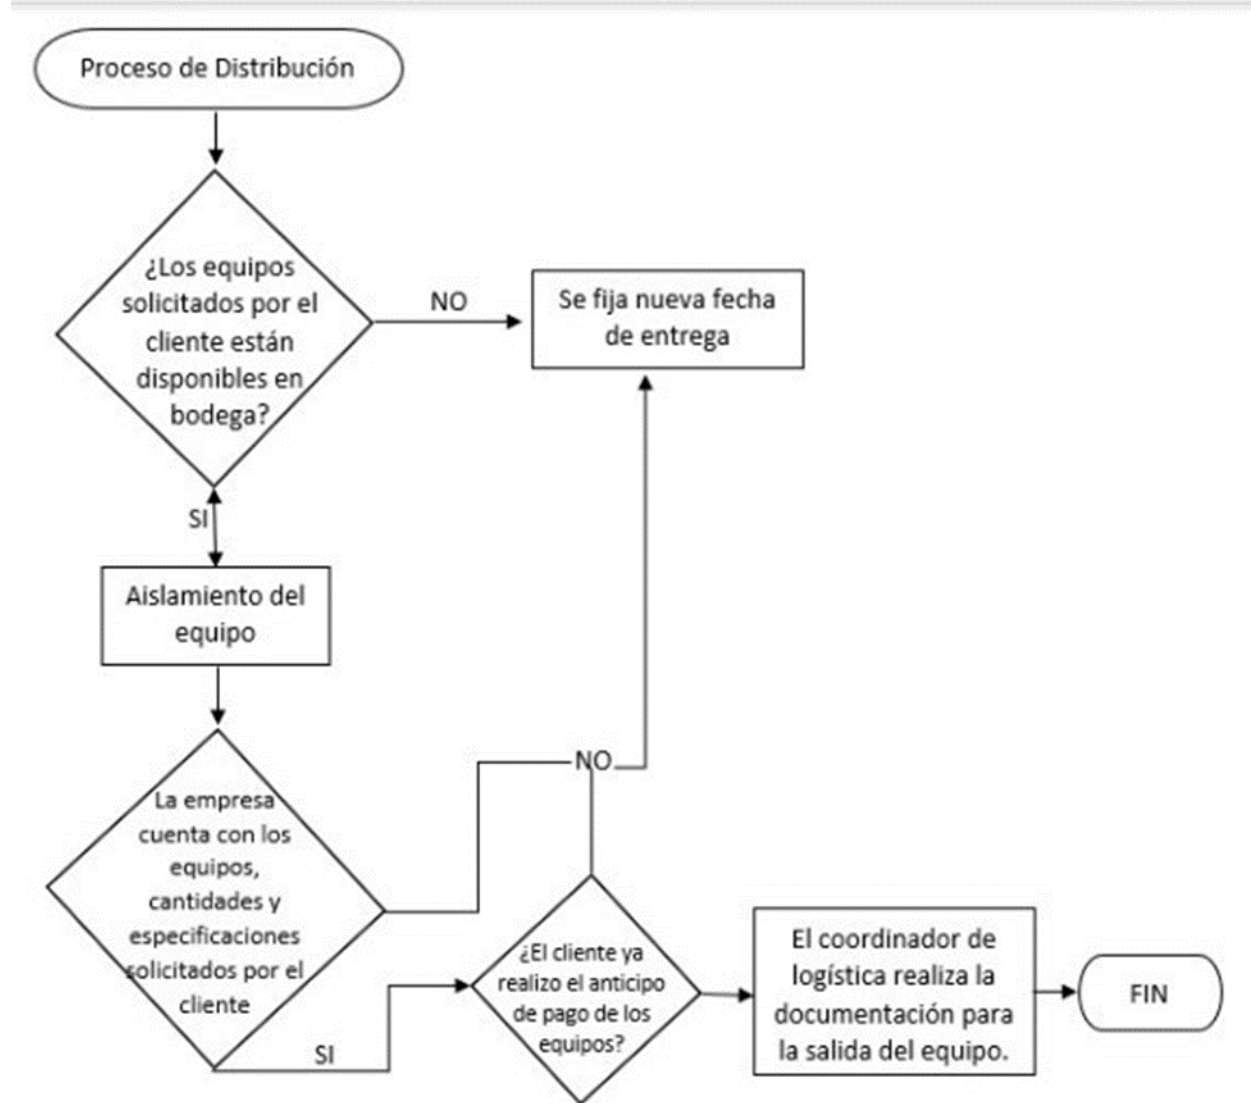 Proceso de Distribución
¿Los equipos
solicitados por el
cliente están
disponibles en
bodega?
NO
Se fija nueva fecha
de entrega
SI
Aislamiento del
equipo
La empresa
cuenta con los
equipos,
cantidades y
especificaciones
solicitados por el
cliente
NO
SI
¿El cliente ya
realizo el anticipo
de pago de los
equipos?
El coordinador de
logística realiza la
documentación para
la salida del equipo.
FIN